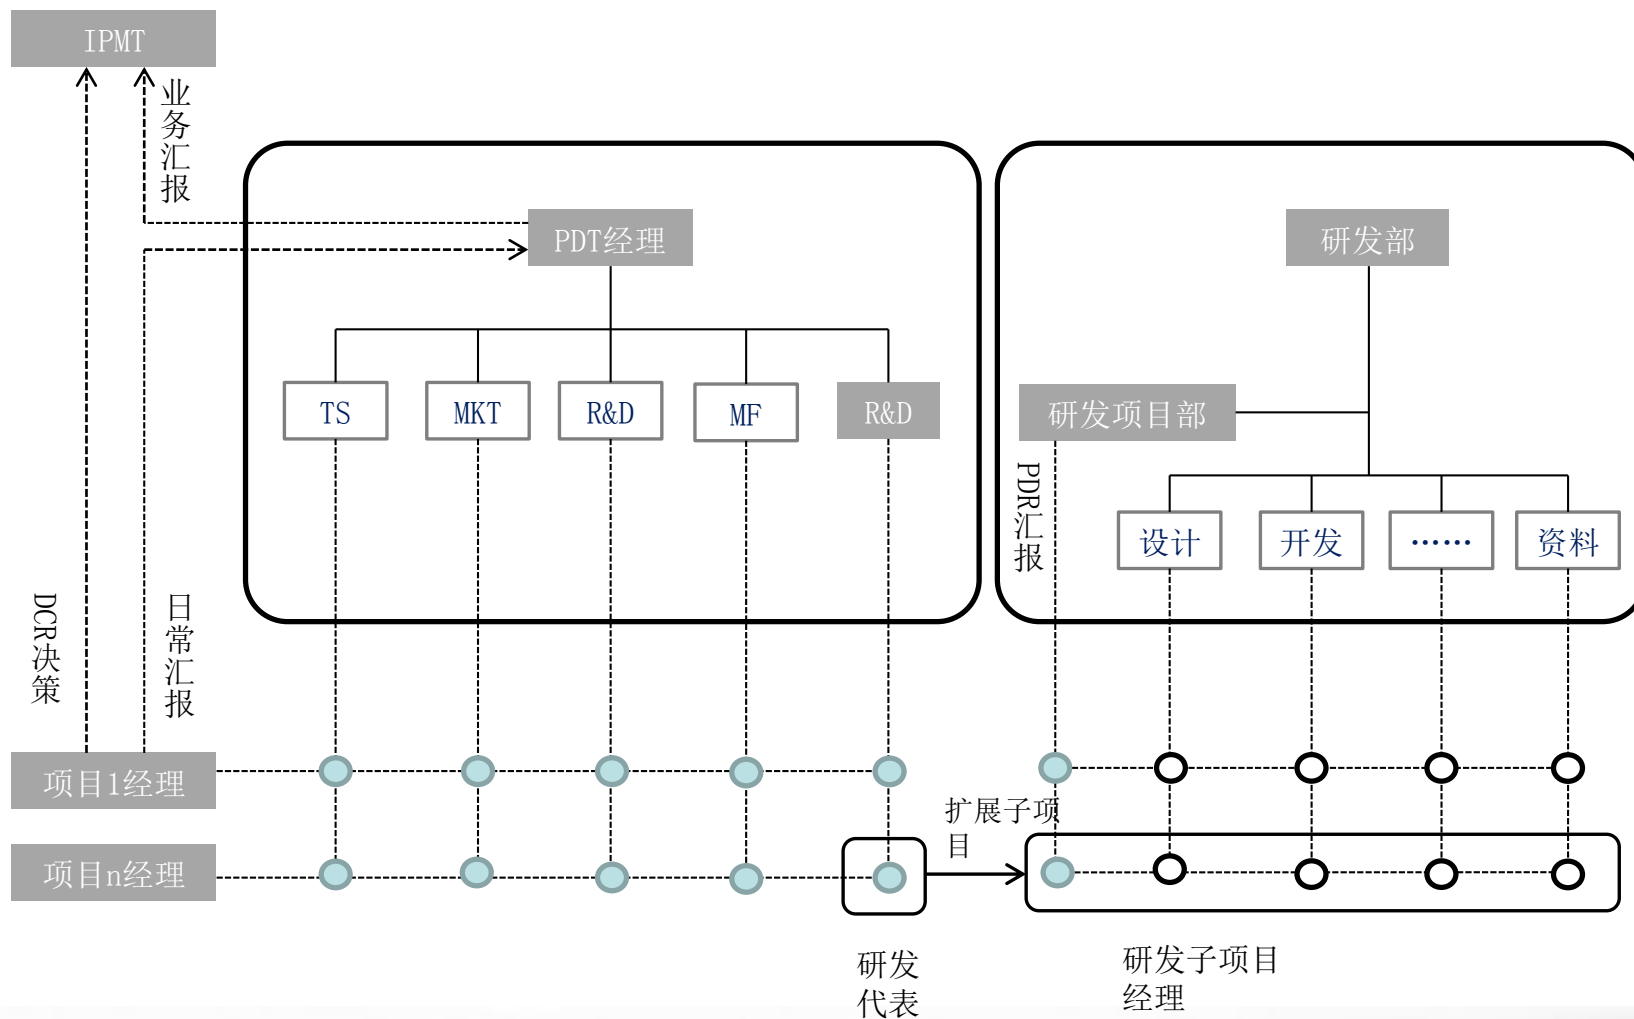 IPMT
业务汇报
PDT经理
研发部
TS
MKT
R&D
MF
R&D
研发项目部
PDR汇报
设计
开发
……
资料
DCR决策
日常汇报
项目1经理
扩展子项
目
项目n经理
研发
代表
研发子项目
经理